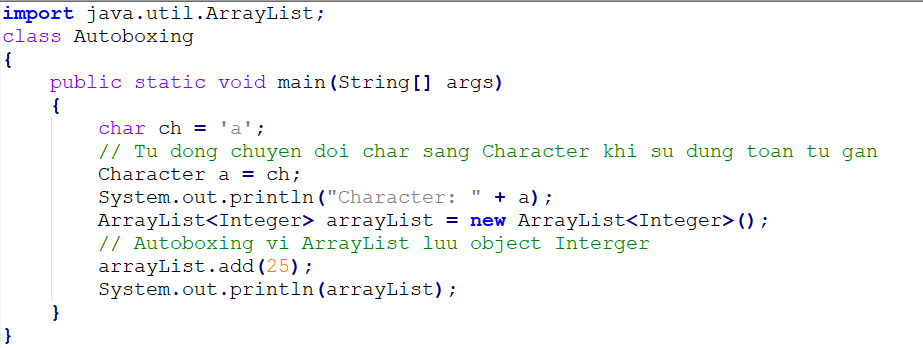 import java.util.ArrayList;
class Autoboxing
{
    public static void main(String[] args)
    {
        char ch = 'a';
        // Tu dong chuyen doi char sang Character khi su dung toan tu gan
        Character a = ch;
        System.out.println("Character: " + a);
        ArrayList<Integer> arrayList = new ArrayList<Integer>();
        // Autoboxing vi ArrayList luu object Interger
        arrayList.add(25);
        System.out.println(arrayList);
    }
}